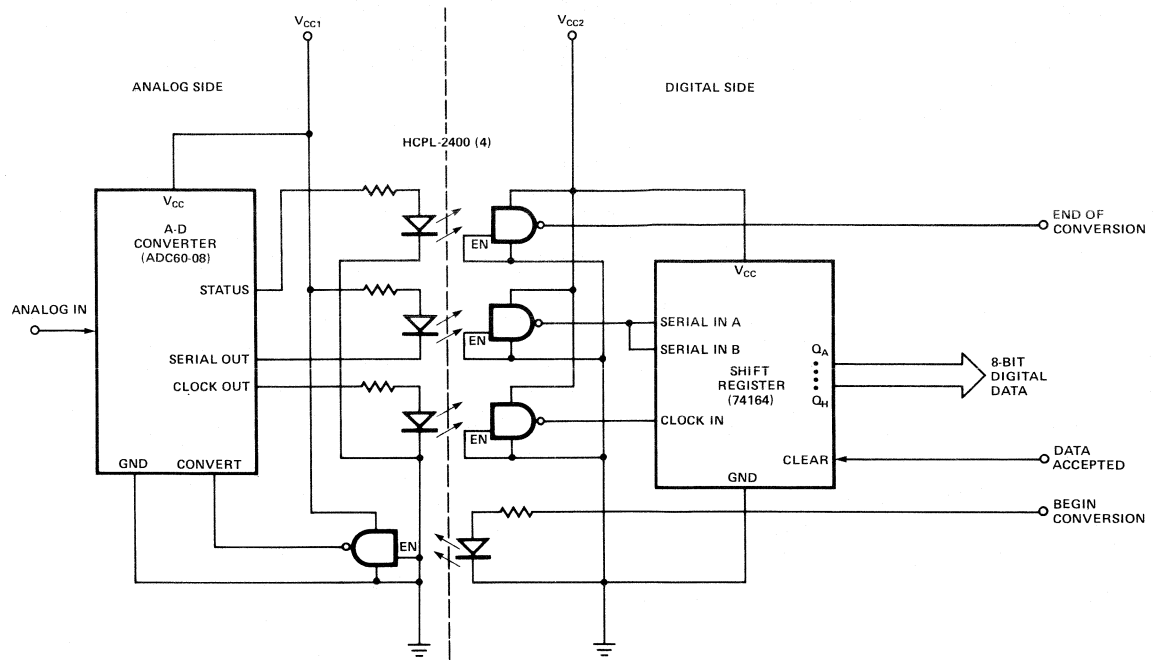 VCC1
VCC2
ANALOG SIDE
DIGITAL SIDE
HCPL-2400 (4)
VCC
A-D
CONVERTER
(ADC60-08)
STATUS
ANALOG IN
SERIAL OUT
CLOCK OUT
GND
CONVERT
EN
EN
EN
EN
END OF
CONVERSION
VCC
SERIAL IN A
SERIAL IN B
SHIFT
REGISTER
(74164)
CLOCK IN
QA
QH
8-BIT
DIGITAL
DATA
CLEAR
DATA
ACCEPTED
GND
BEGIN
CONVERSION